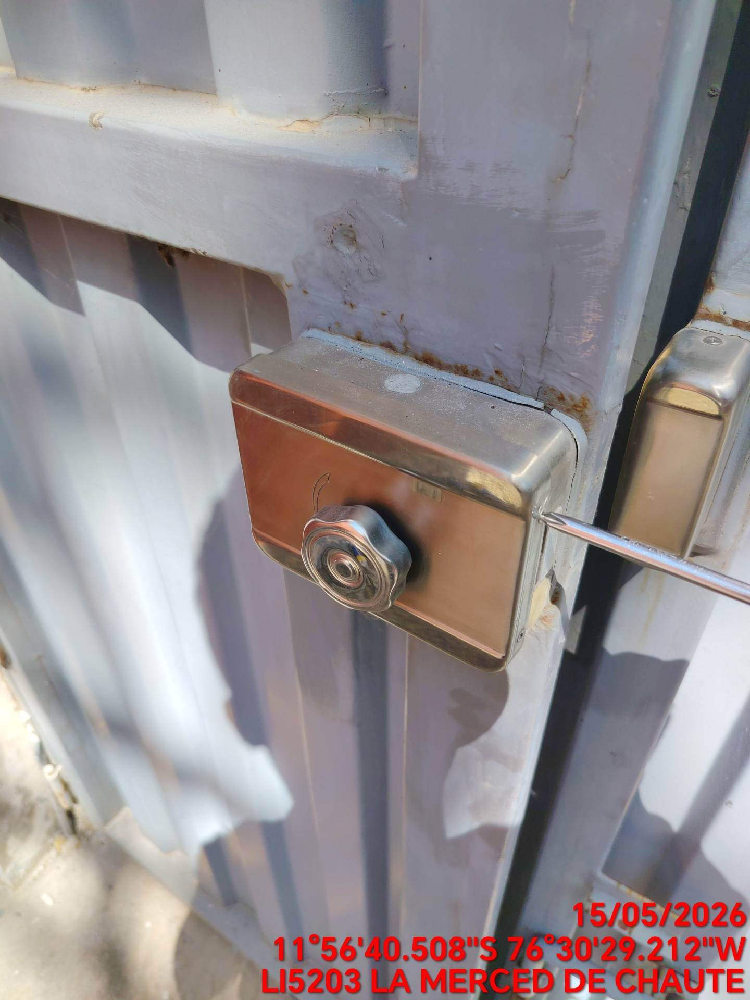 15/05/2026
11°56'40.508"S 76°30'29.212"W
LI5203 LA MERCED DE CHAUTE